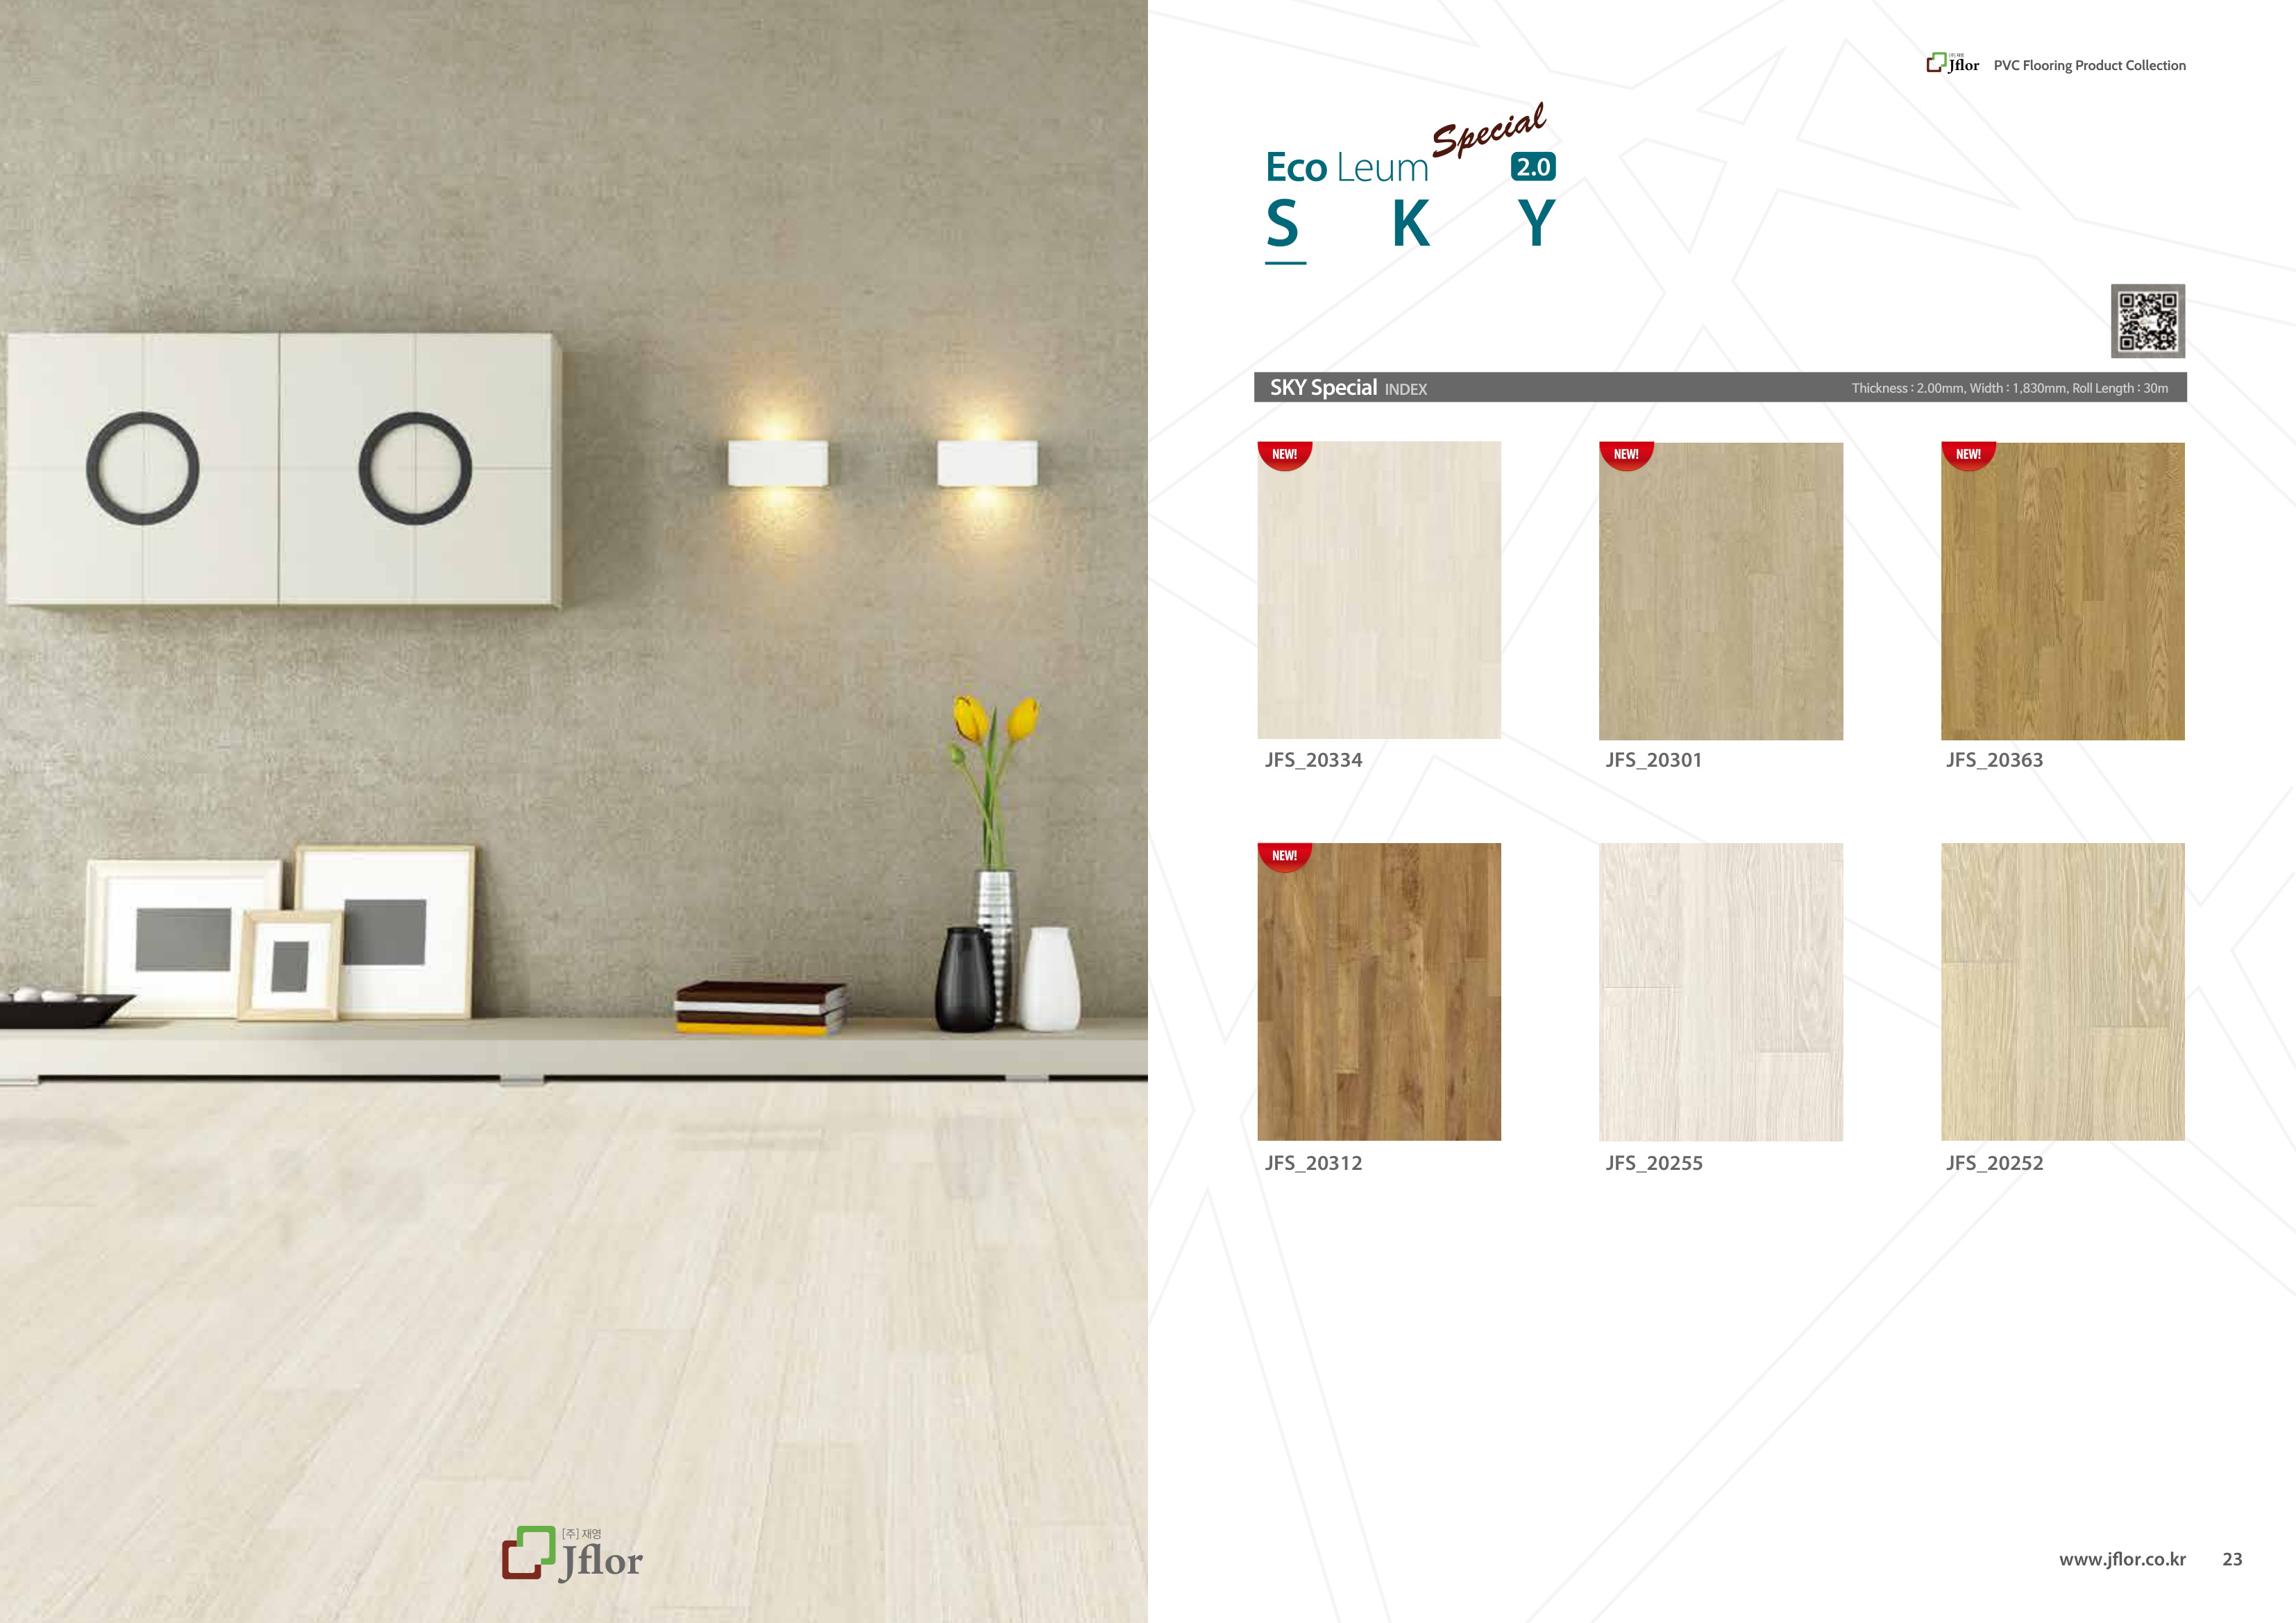 [주] 재영
Jflor
Jflor PVC Flooring Product Collection
Special
Eco Leum 2.0
SKY
SKY Special INDEX
Thickness : 2.00mm, Width : 1,830mm, Roll Length : 30m
NEW!
NEW!
NEW!
JFS_20334
JFS_20301
JFS_20363
NEW!
JFS_20312
JFS_20255
JFS_20252
www.jflor.co.kr
23